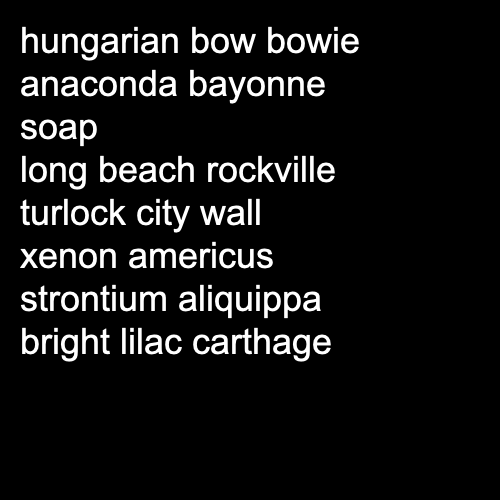 hungarian bow bowie
anaconda bayonne
soap
long beach rockville
turlock city wall
xenon americus
strontium aliquippa
bright lilac carthage